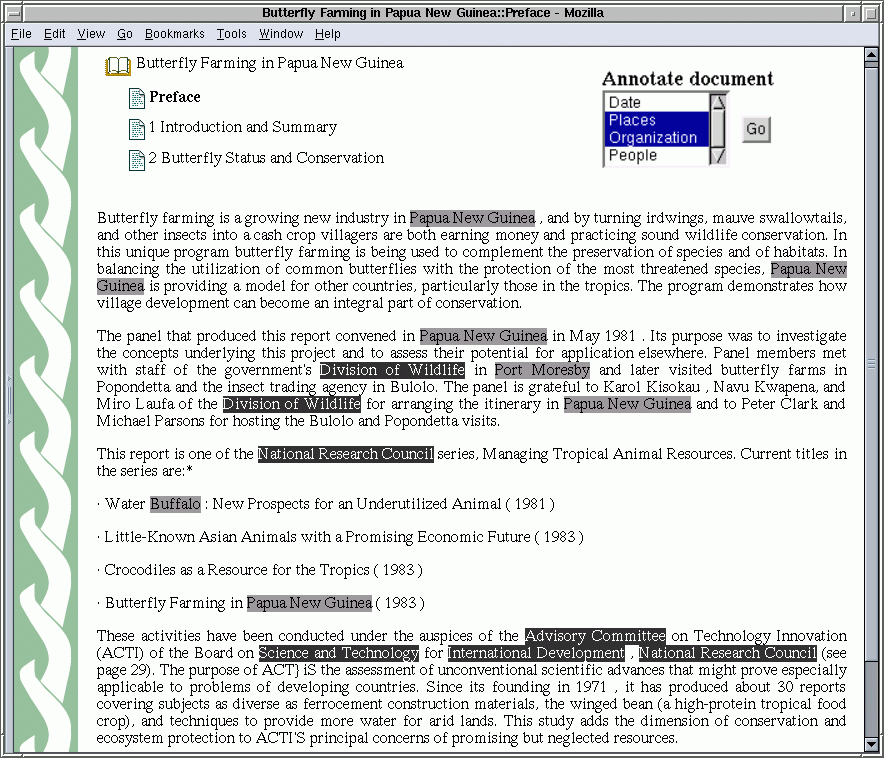 Butterfly Farming in Papua New Guinea::Preface - Mozilla
File Edit View Go Bookmarks Tools Window Help
Butterfly Farming in Papua New Guinea
Preface
1 Introduction and Summary
2 Butterfly Status and Conservation
Annotate document
Date
Places
Organization
People
Go
Butterfly farming is a growing new industry in Papua New Guinea , and by turning irdwings, mauve swallowtails,
and other insects into a cash crop villagers are both earning money and practicing sound wildlife conservation. In
this unique program butterfly farming is being used to complement the preservation of species and of habitats. In
balancing the utilization of common butterflies with the protection of the most threatened species, Papua New
Guinea is providing a model for other countries, particularly those in the tropics. The program demonstrates how
village development can become an integral part of conservation.
The panel that produced this report convened in Papua New Guinea in May 1981 . Its purpose was to investigate
the concepts underlying this project and to assess their potential for application elsewhere. Panel members met
with staff of the government's Division of Wildlife in Port Moresby and later visited butterfly farms in
Popondetta and the insect trading agency in Bulolo. The panel is grateful to Karol Kisokau , Navu Kwapena, and
Miro Laufa of the Division of Wildlife for arranging the itinerary in Papua New Guinea and to Peter Clark and
Michael Parsons for hosting the Bulolo and Popondetta visits.
This report is one of the National Research Council series, Managing Tropical Animal Resources. Current titles in
the series are:*
· Water Buffalo : New Prospects for an Underutilized Animal ( 1981 )
· Little-Known Asian Animals with a Promising Economic Future ( 1983 )
· Crocodiles as a Resource for the Tropics ( 1983 )
· Butterfly Farming in Papua New Guinea ( 1983 )
These activities have been conducted under the auspices of the Advisory Committee on Technology Innovation
(ACTI) of the Board on Science and Technology for International Development , National Research Council (see
page 29). The purpose of ACT} iS the assessment of unconventional scientific advances that might prove especially
applicable to problems of developing countries. Since its founding in 1971 , it has produced about 30 reports
covering subjects as diverse as ferrocement construction materials, the winged bean (a high-protein tropical food
crop), and techniques to provide more water for arid lands. This study adds the dimension of conservation and
ecosystem protection to ACTI'S principal concerns of promising but neglected resources.